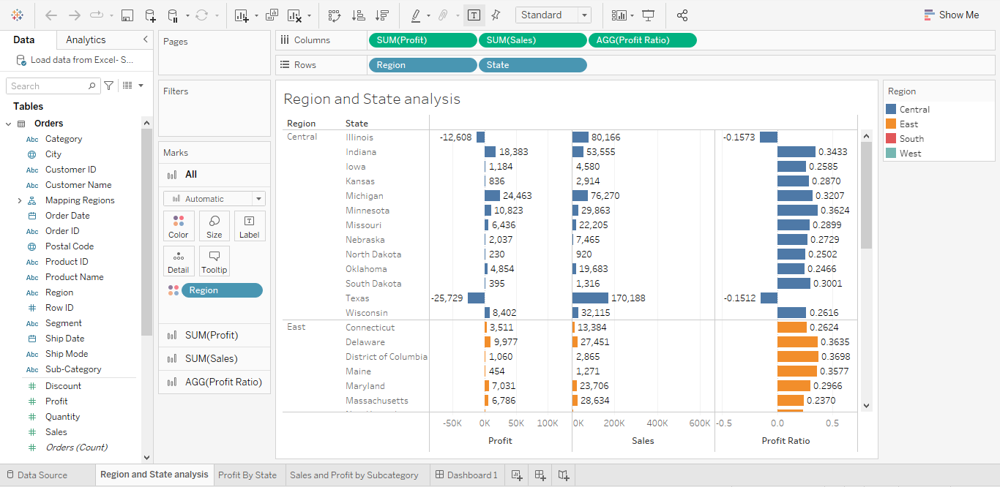 Standard
Show Me
Data
Analytics
Load data from Excel- S...
Search
Tables
Orders
Abc Category
City
Abc Customer ID
Abc Customer Name
Mapping Regions
Order Date
Abc Order ID
Postal Code
Abc Product ID
Abc Product Name
Abc Region
Row ID
Abc Segment
Ship Date
Abc Ship Mode
Abc Sub-Category
Discount
Profit
Quantity
Sales
Orders (Count)
Pages
Filters
Marks
All
Automatic
Color Size Label
Detail Tooltip
Region
SUM(Profit)
SUM(Sales)
AGG(Profit Ratio)
Columns SUM(Profit) SUM(Sales) AGG(Profit Ratio)
Rows Region State
Region and State analysis
Region State
Central Illinois -12,608 80,166 -0.1573
Indiana 18,383 53,555 0.3433
Iowa 1,184 4,580 0.2585
Kansas 836 2,914 0.2870
Michigan 24,463 76,270 0.3207
Minnesota 10,823 29,863 0.3624
Missouri 6,436 22,205 0.2899
Nebraska 2,037 7,465 0.2729
North Dakota 230 920 0.2502
Oklahoma 4,854 19,683 0.2466
South Dakota 395 1,316 0.3001
Texas -25,729 170,188 -0.1512
Wisconsin 8,402 32,115 0.2616
East Connecticut 3,511 13,384 0.2624
Delaware 9,977 27,451 0.3635
District of Columbia 1,060 2,865 0.3698
Maine 454 1,271 0.3577
Maryland 7,031 23,706 0.2966
Massachusetts 6,786 28,634 0.2370
-50K 0K 50K 100K 0K 200K 400K 600K -0.5 0.0 0.5
Profit Sales Profit Ratio
Region
Central
East
South
West
Data Source Region and State analysis Profit By State Sales and Profit by Subcategory Dashboard 1